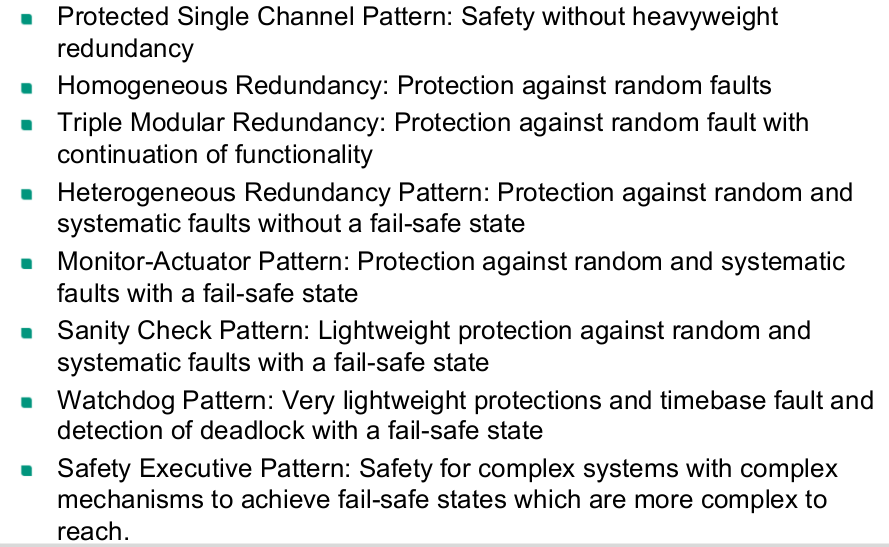 Protected Single Channel Pattern: Safety without heavyweight
redundancy
Homogeneous Redundancy: Protection against random faults
Triple Modular Redundancy: Protection against random fault with
continuation of functionality
Heterogeneous Redundancy Pattern: Protection against random and
systematic faults without a fail-safe state
Monitor-Actuator Pattern: Protection against random and systematic
faults with a fail-safe state
Sanity Check Pattern: Lightweight protection against random and
systematic faults with a fail-safe state
Watchdog Pattern: Very lightweight protections and timebase fault and
detection of deadlock with a fail-safe state
Safety Executive Pattern: Safety for complex systems with complex
mechanisms to achieve fail-safe states which are more complex to
reach.